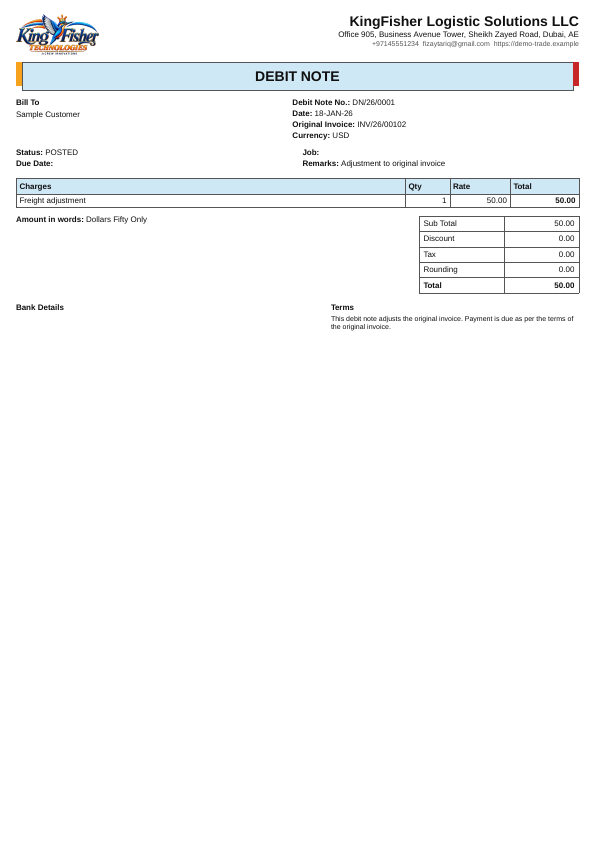 King Fisher
TECHNOLOGIES
KingFisher Logistic Solutions LLC
Office 905, Business Avenue Tower, Sheikh Zayed Road, Dubai, AE
+97145551234 fizaytariq@gmail.com https://demo-trade.example
DEBIT NOTE
Bill To
Sample Customer
Debit Note No.: DN/26/0001
Date: 18-JAN-26
Original Invoice: INV/26/00102
Currency: USD
Status: POSTED
Due Date:
Job:
Remarks: Adjustment to original invoice
Charges Qty Rate Total
Freight adjustment 1 50.00 50.00
Amount in words: Dollars Fifty Only
Sub Total 50.00
Discount 0.00
Tax 0.00
Rounding 0.00
Total 50.00
Bank Details
Terms
This debit note adjusts the original invoice. Payment is due as per the terms of
the original invoice.